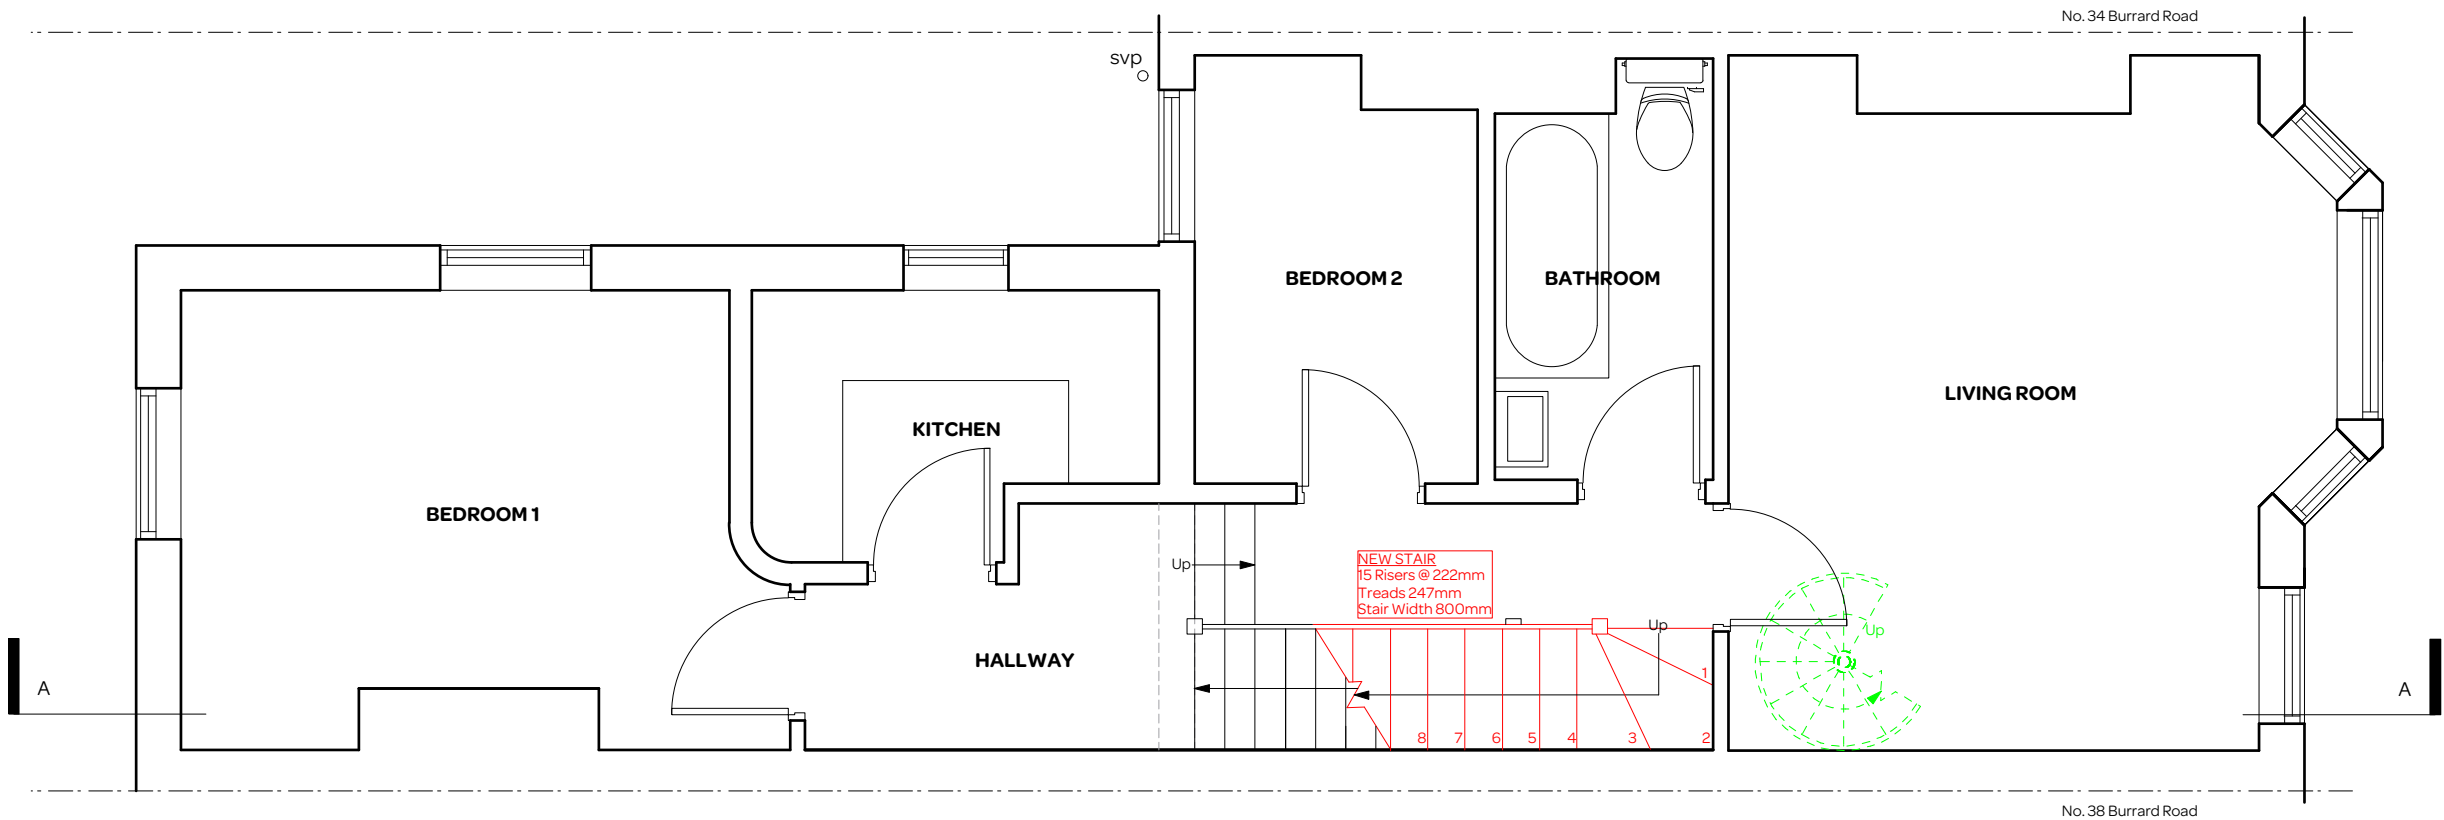 No. 34 Burrard Road
svp
BEDROOM 2
BATHROOM
LIVING ROOM
KITCHEN
BEDROOM 1
NEW STAIR
15 Risers @ 222mm
Treads 247mm
Stair Width 800mm
Up
Up
Up
HALLWAY
1
A
A
8
7
6
5
4
3
2
No. 38 Burrard Road